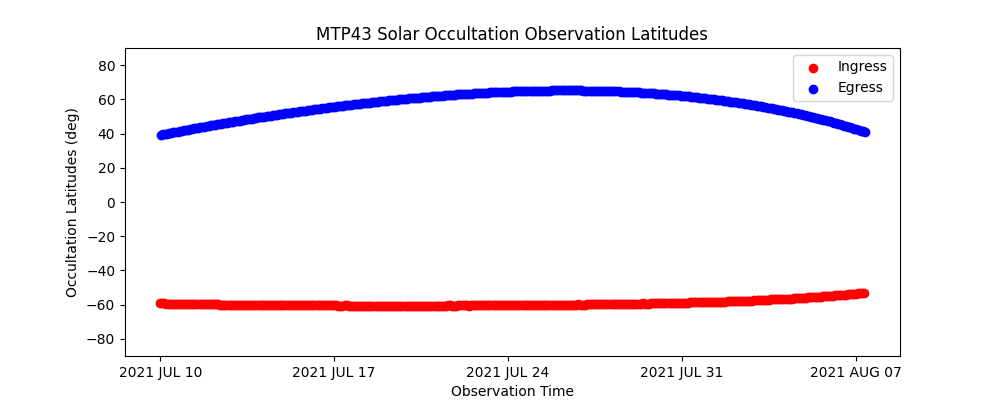 MTP43 Solar Occultation Observation Latitudes
Ingress
Egress
Occultation Latitudes (deg)
80
60
40
20
0
−20
−40
−60
−80
2021 JUL 10
2021 JUL 17
2021 JUL 24
2021 JUL 31
2021 AUG 07
Observation Time